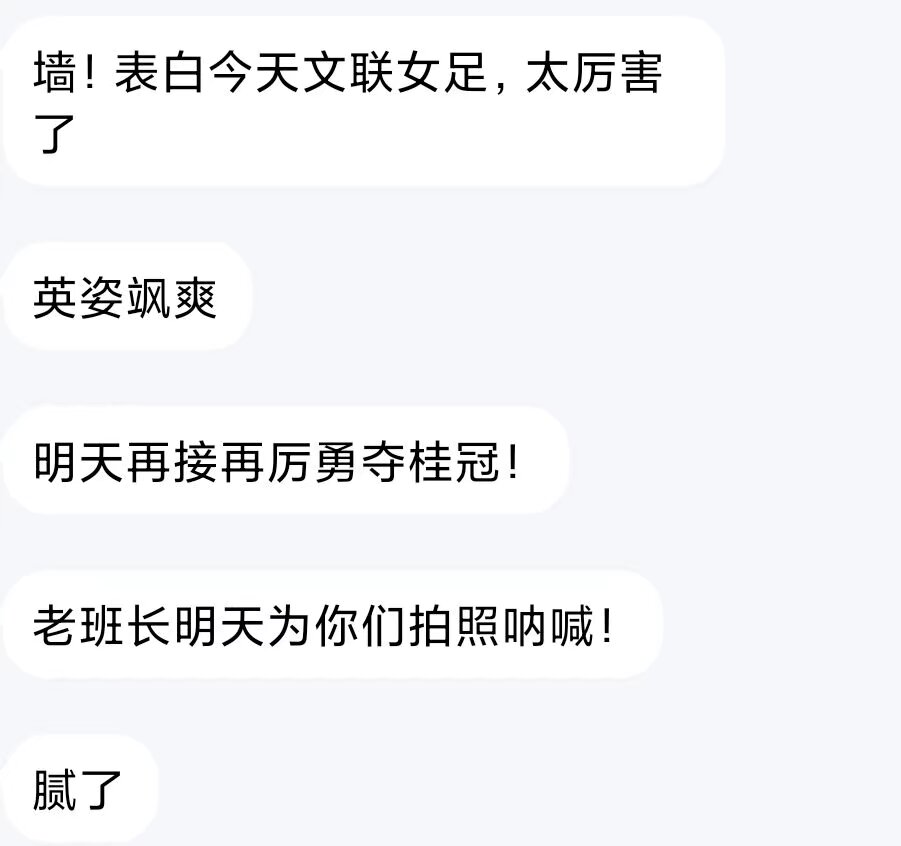 墙！表白今天文联女足，太厉害
了
英姿飒爽
明天再接再厉勇夺桂冠！
老班长明天为你们拍照呐喊！
腻了